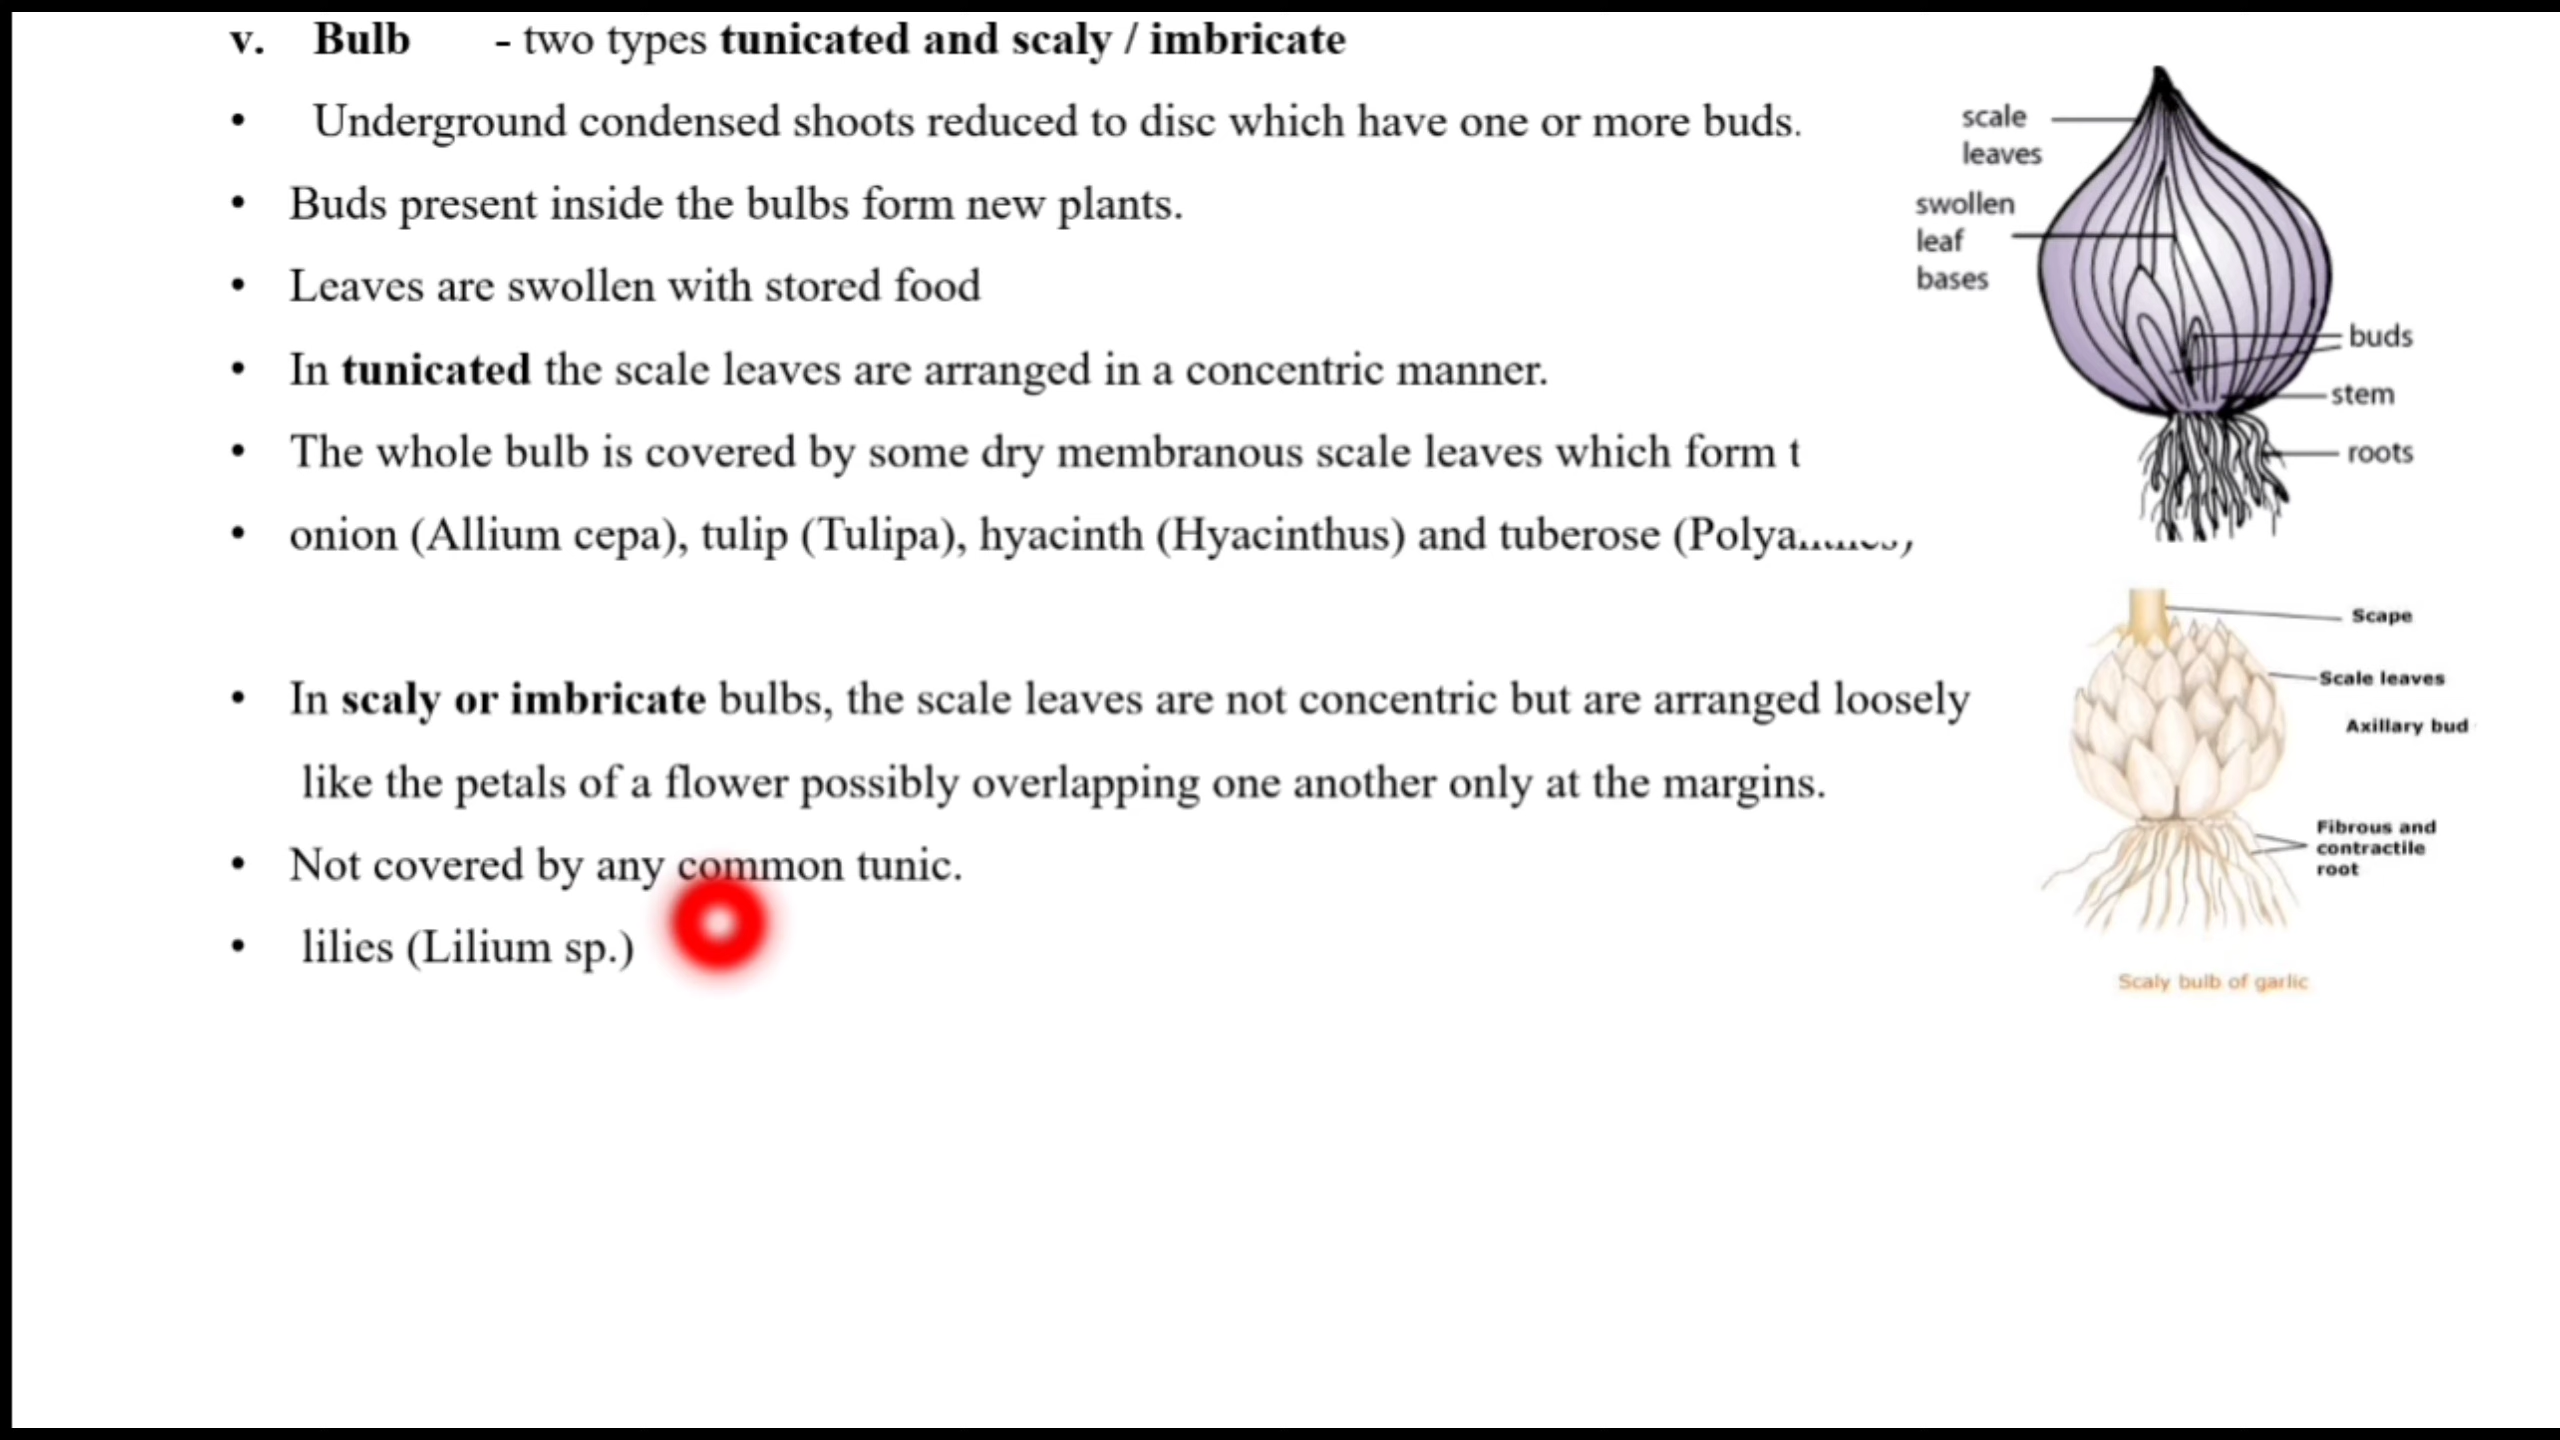 v. Bulb - two types tunicated and scaly / imbricate
• Underground condensed shoots reduced to disc which have one or more buds.
• Buds present inside the bulbs form new plants.
• Leaves are swollen with stored food
• In tunicated the scale leaves are arranged in a concentric manner.
• The whole bulb is covered by some dry membranous scale leaves which form t
• onion (Allium cepa), tulip (Tulipa), hyacinth (Hyacinthus) and tuberose
• In scaly or imbricate bulbs, the scale leaves are not concentric but are arranged loosely
like the petals of a flower possibly overlapping one another only at the margins.
• Not covered by any common tunic.
• lilies (Lilium sp.)
scale
leaves
swollen
leaf
bases
buds
stem
roots
Scape
Scale leaves
Axillary bud
Fibrous and
contractile
root
Scaly bulb of garlic